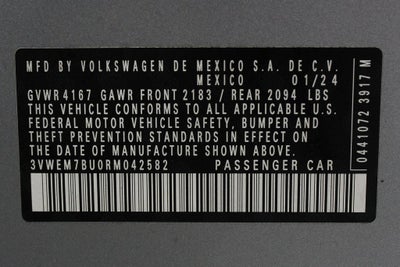 MFD BY VOLKSWAGEN DE MEXICO S.A. DE C.V.
MEXICO 01/24
GVWR 4167 GAWR FRONT 2183 / REAR 2094 LBS
THIS VEHICLE CONFORMS TO ALL APPLICABLE U.S.
FEDERAL MOTOR VEHICLE SAFETY, BUMPER AND
THEFT PREVENTION STANDARDS IN EFFECT ON
THE DATE OF MANUFACTURE SHOWN ABOVE.
3VWEM7BU0RM042582 PASSENGER CAR
0441072 3917 M